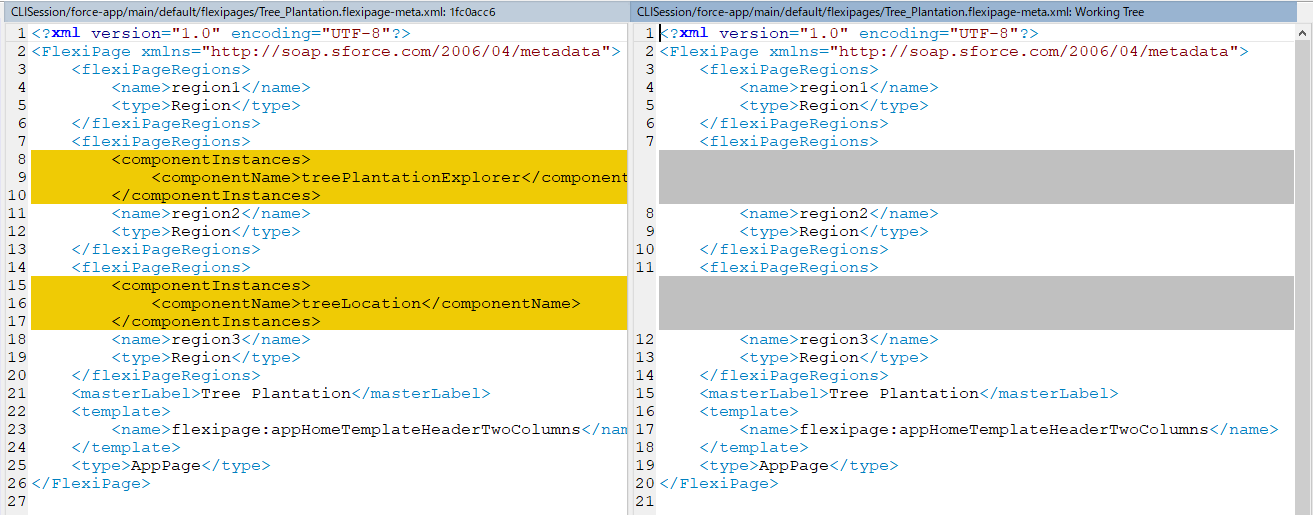 CLISession/force-app/main/default/flexipages/Tree_Plantation.flexipage-meta.xml: 1fc0acc6
1 <?xml version="1.0" encoding="UTF-8"?>
2 <FlexiPage xmlns="http://soap.sforce.com/2006/04/metadata">
3 <flexiPageRegions>
4 <name>region1</name>
5 <type>Region</type>
6 </flexiPageRegions>
7 <flexiPageRegions>
8 <componentInstances>
9 <componentName>treePlantationExplorer</component
10 </componentInstances>
11 <name>region2</name>
12 <type>Region</type>
13 </flexiPageRegions>
14 <flexiPageRegions>
15 <componentInstances>
16 <componentName>treeLocation</componentName>
17 </componentInstances>
18 <name>region3</name>
19 <type>Region</type>
20 </flexiPageRegions>
21 <masterLabel>Tree Plantation</masterLabel>
22 <template>
23 <name>flexipage:appHomeTemplateHeaderTwoColumns</nam
24 </template>
25 <type>AppPage</type>
26 </FlexiPage>
27
CLISession/force-app/main/default/flexipages/Tree_Plantation.flexipage-meta.xml: Working Tree
1 <?xml version="1.0" encoding="UTF-8"?>
2 <FlexiPage xmlns="http://soap.sforce.com/2006/04/metadata">
3 <flexiPageRegions>
4 <name>region1</name>
5 <type>Region</type>
6 </flexiPageRegions>
7 <flexiPageRegions>
8 <name>region2</name>
9 <type>Region</type>
10 </flexiPageRegions>
11 <flexiPageRegions>
12 <name>region3</name>
13 <type>Region</type>
14 </flexiPageRegions>
15 <masterLabel>Tree Plantation</masterLabel>
16 <template>
17 <name>flexipage:appHomeTemplateHeaderTwoColumns</name>
18 </template>
19 <type>AppPage</type>
20 </FlexiPage>
21